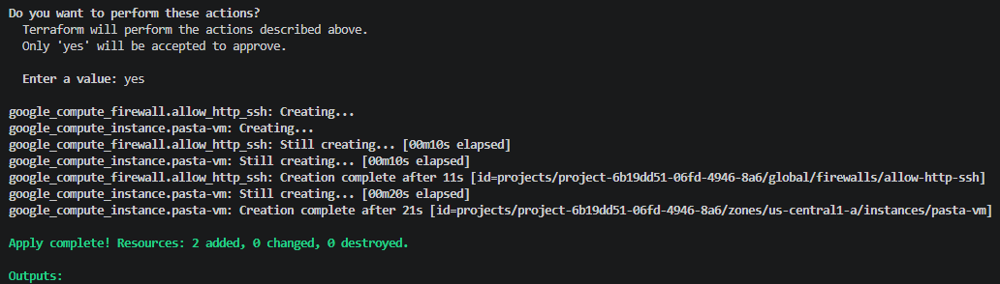 Do you want to perform these actions?
Terraform will perform the actions described above.
Only 'yes' will be accepted to approve.
Enter a value: yes
google_compute_firewall.allow_http_ssh: Creating...
google_compute_instance.pasta-vm: Creating...
google_compute_firewall.allow_http_ssh: Still creating... [00m10s elapsed]
google_compute_instance.pasta-vm: Still creating... [00m10s elapsed]
google_compute_firewall.allow_http_ssh: Creation complete after 11s [id=projects/project-6b19dd51-06fd-4946-8a6/global/firewalls/allow-http-ssh]
google_compute_instance.pasta-vm: Still creating... [00m20s elapsed]
google_compute_instance.pasta-vm: Creation complete after 21s [id=projects/project-6b19dd51-06fd-4946-8a6/zones/us-central1-a/instances/pasta-vm]
Apply complete! Resources: 2 added, 0 changed, 0 destroyed.
Outputs: